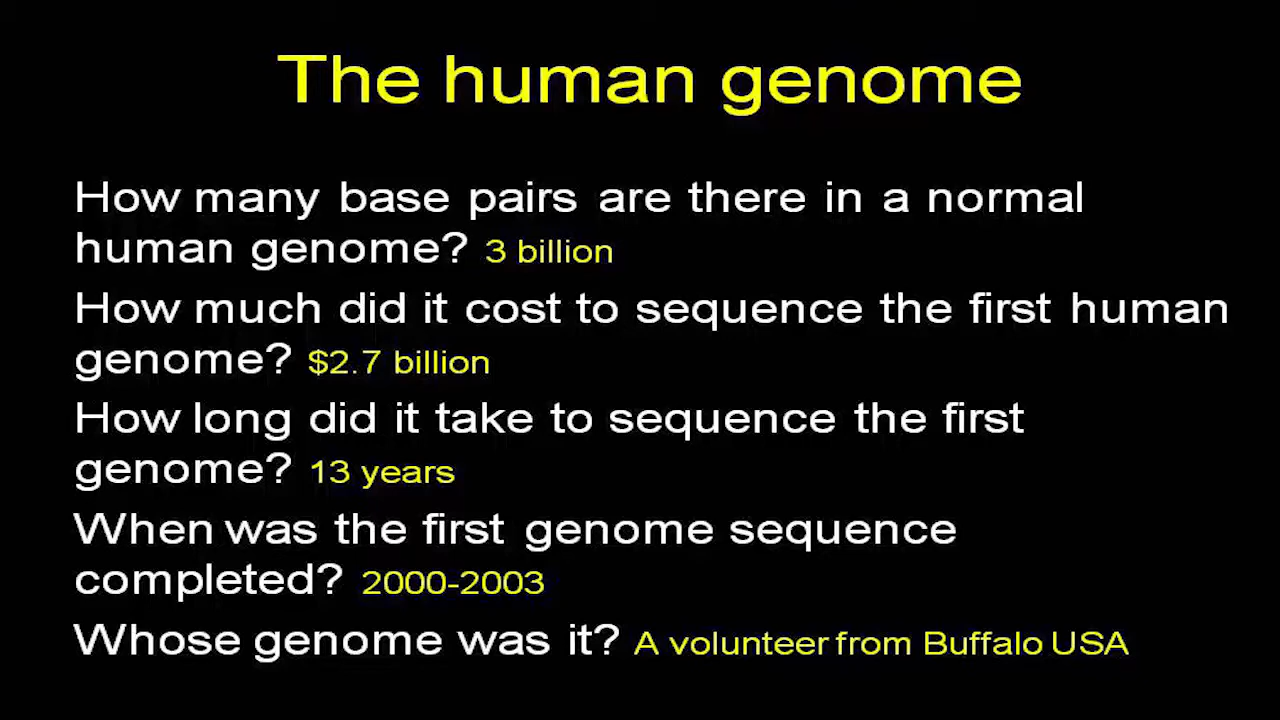 The human genome
How many base pairs are there in a normal
human genome? 3 billion
How much did it cost to sequence the first human
genome? $2.7 billion
How long did it take to sequence the first
genome? 13 years
When was the first genome sequence
completed? 2000-2003
Whose genome was it? A volunteer from Buffalo USA